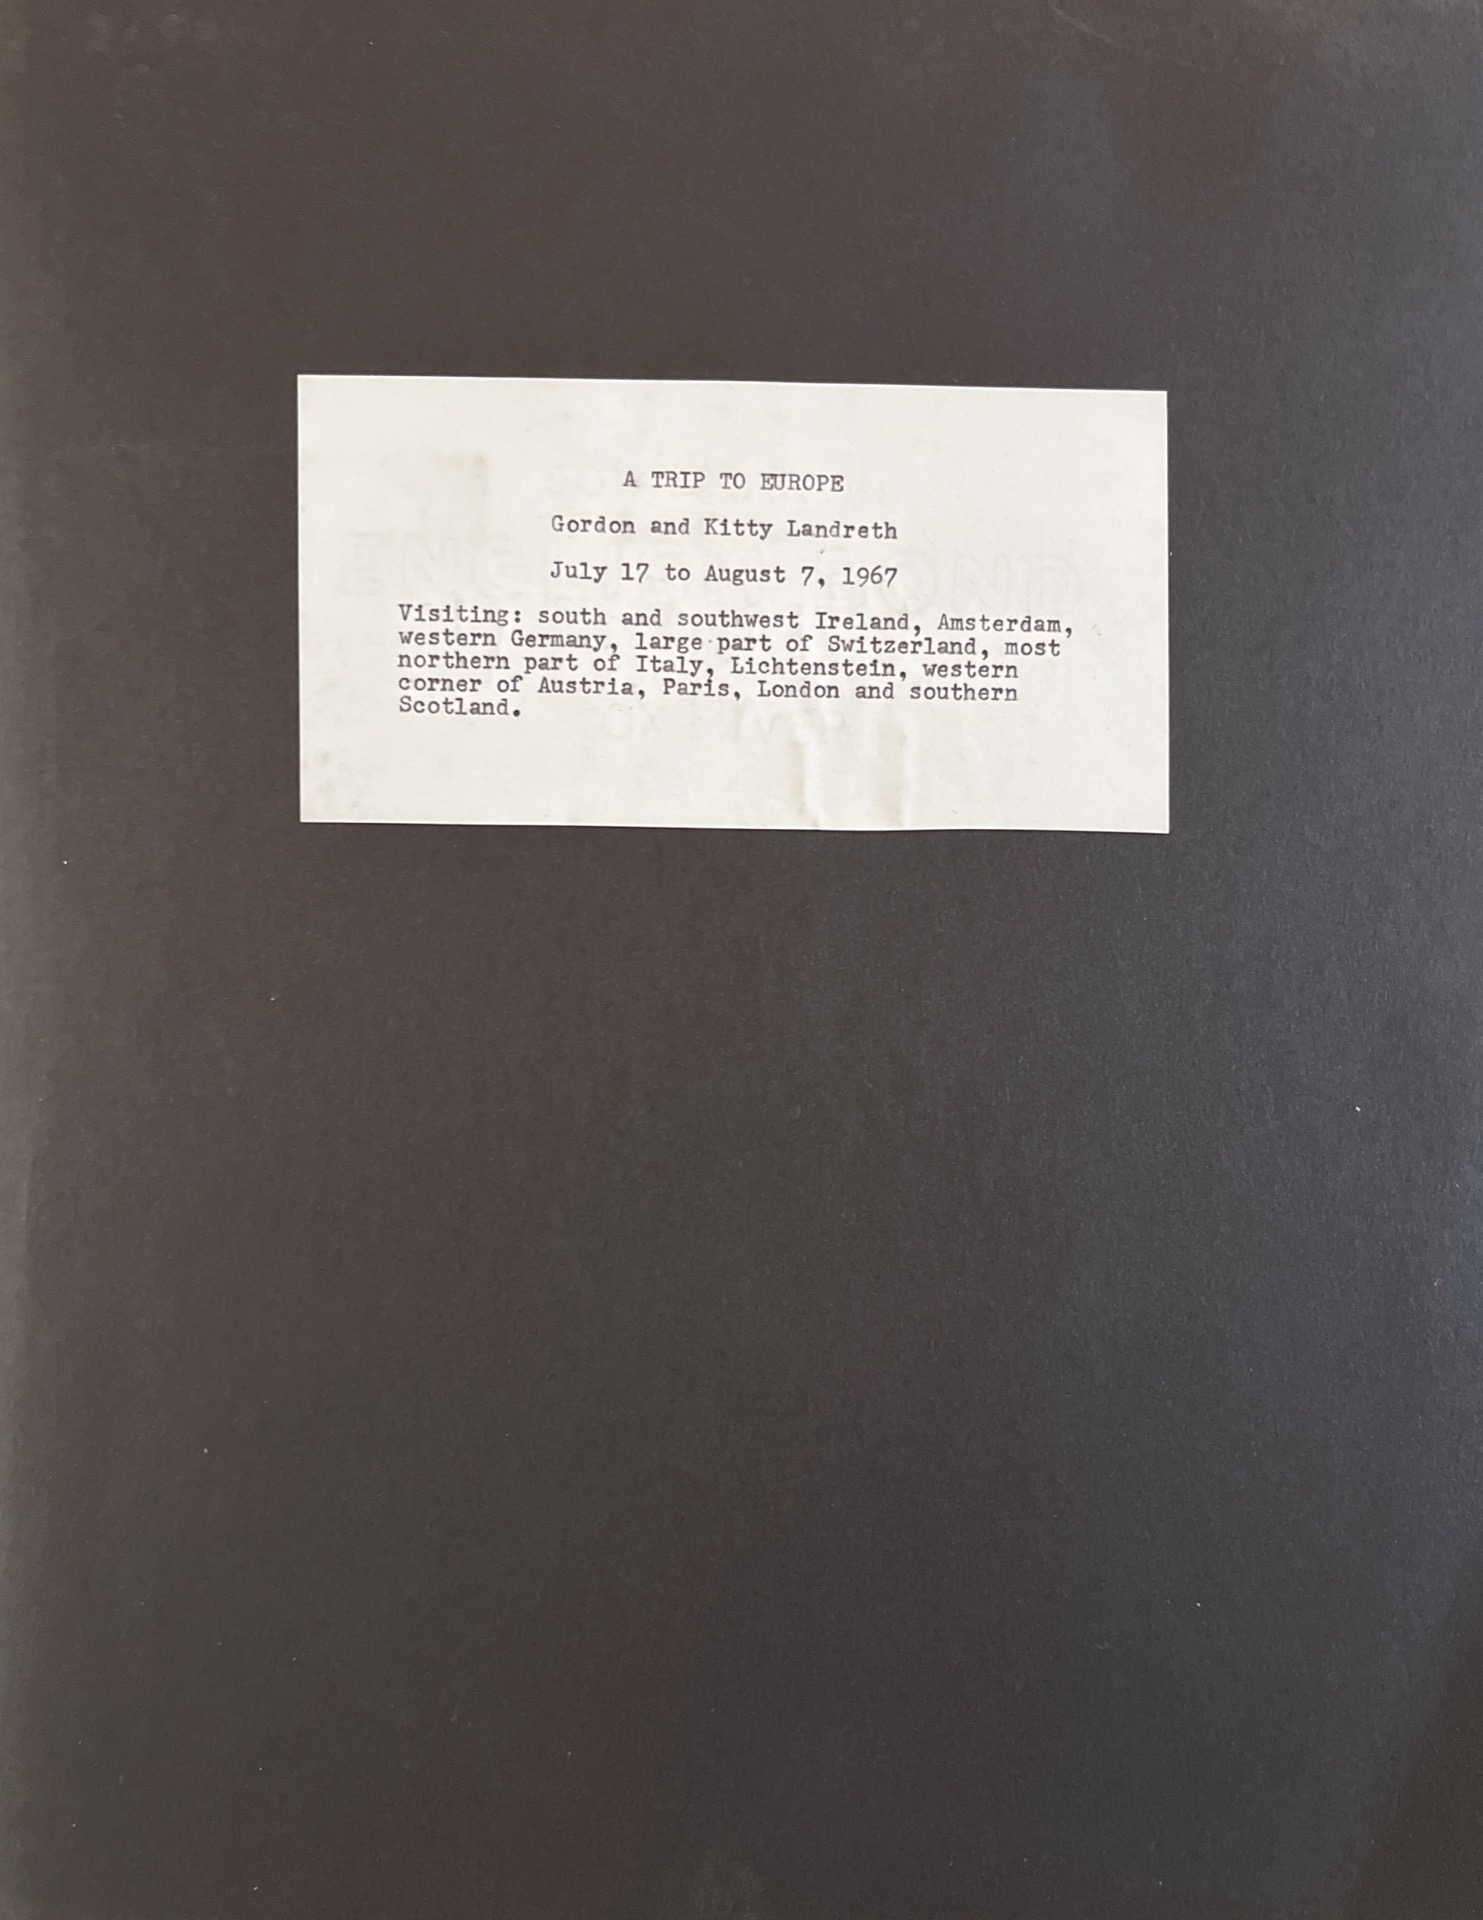 A TRIP TO EUROPE
Gordon and Kitty Landreth
July 17 to August 7, 1967
Visiting: south and southwest Ireland, Amsterdam,
western Germany, large part of Switzerland, most
northern part of Italy, Lichtenstein, western
corner of Austria, Paris, London and southern
Scotland.